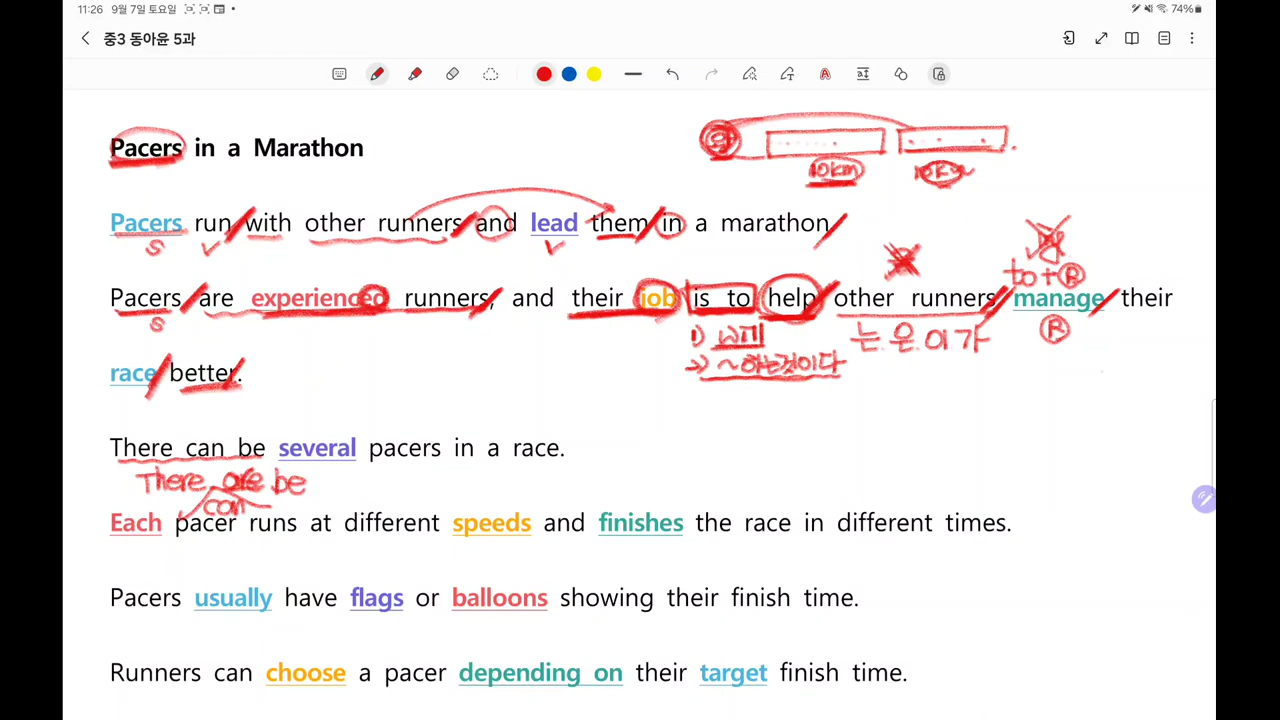 11:26 9월 7일 토요일 74%
중3 동아윤 5과
Pacers in a Marathon
10km 10km
Pacers run with other runners and lead them in a marathon
S V V
to + R
Pacers are experienced runners, and their job is to help other runners manage their
S 1) be 는.은.이가 R
→ ~하는것이다
race better.
There can be several pacers in a race.
There are be
can
Each pacer runs at different speeds and finishes the race in different times.
Pacers usually have flags or balloons showing their finish time.
Runners can choose a pacer depending on their target finish time.